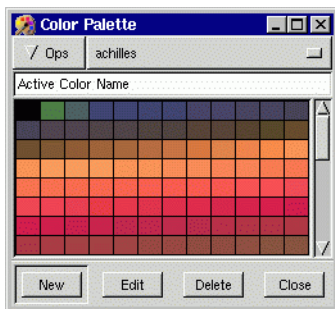 Color Palette
Ops achilles
Active Color Name
New Edit Delete Close